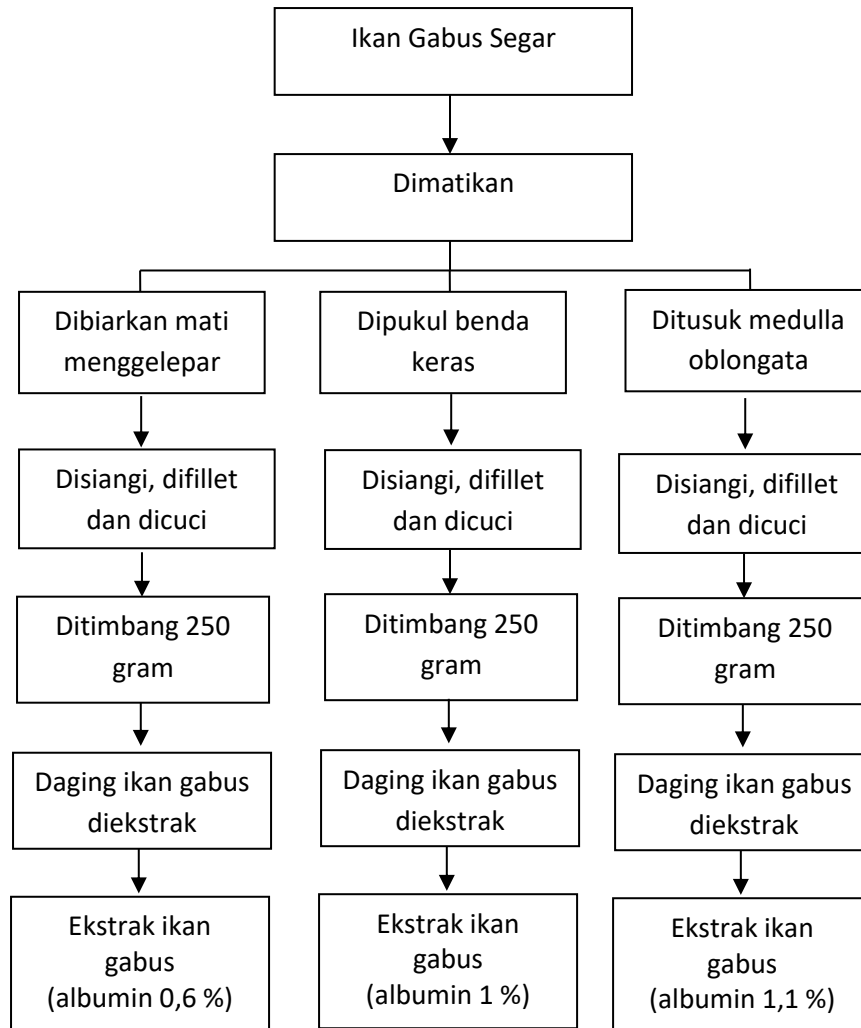 Ikan Gabus Segar
Dimatikan
Dibiarkan mati
menggelepar
Dipukul benda
keras
Ditusuk medulla
oblongata
Disiangi, difillet
dan dicuci
Disiangi, difillet
dan dicuci
Disiangi, difillet
dan dicuci
Ditimbang 250
gram
Ditimbang 250
gram
Ditimbang 250
gram
Daging ikan gabus
diekstrak
Daging ikan gabus
diekstrak
Daging ikan gabus
diekstrak
Ekstrak ikan
gabus
(albumin 0,6 %)
Ekstrak ikan
gabus
(albumin 1 %)
Ekstrak ikan
gabus
(albumin 1,1 %)